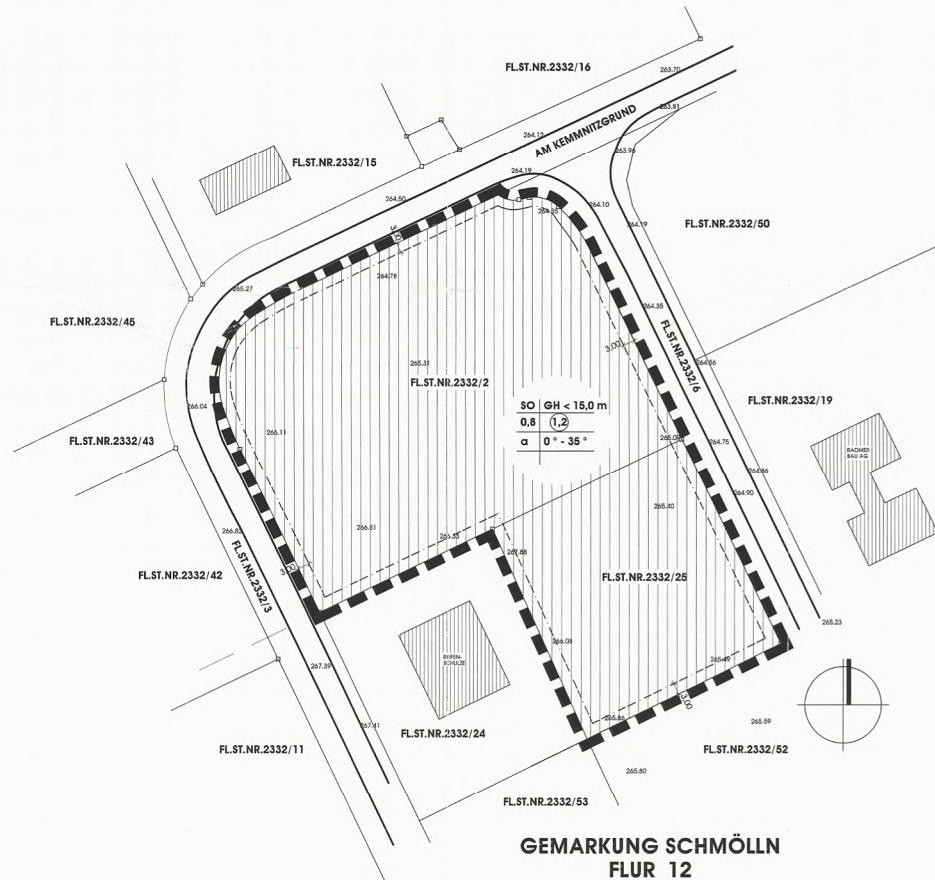 FL.ST.NR.2332/16
263.70
263.81
AM KEMMNITZGRUND
264.12
263.96
FL.ST.NR.2332/15
264.19
264.50
264.10
264.35
264.19
FL.ST.NR.2332/50
3.00
264.78
265.27
264.35
FL.ST.NR.2332/45
3.00
FL.ST.NR.2332/6
264.56
265.31
FL.ST.NR.2332/2
FL.ST.NR.2332/19
266.04
SO GH < 15,0 m
0,8 1,2
a 0° - 35°
266.11
FL.ST.NR.2332/43
264.75
RADMER
BAU AG
264.86
264.90
265.40
266.82
266.61
267.88
FL.ST.NR.2332/42
FL.ST.NR.2332/3
3.00
FL.ST.NR.2332/25
265.23
266.08
REIFEN-
SCHULZE
265.49
267.39
3.00
265.86
265.59
267.41
FL.ST.NR.2332/24
FL.ST.NR.2332/11
FL.ST.NR.2332/52
265.80
FL.ST.NR.2332/53
GEMARKUNG SCHMÖLLN
FLUR 12